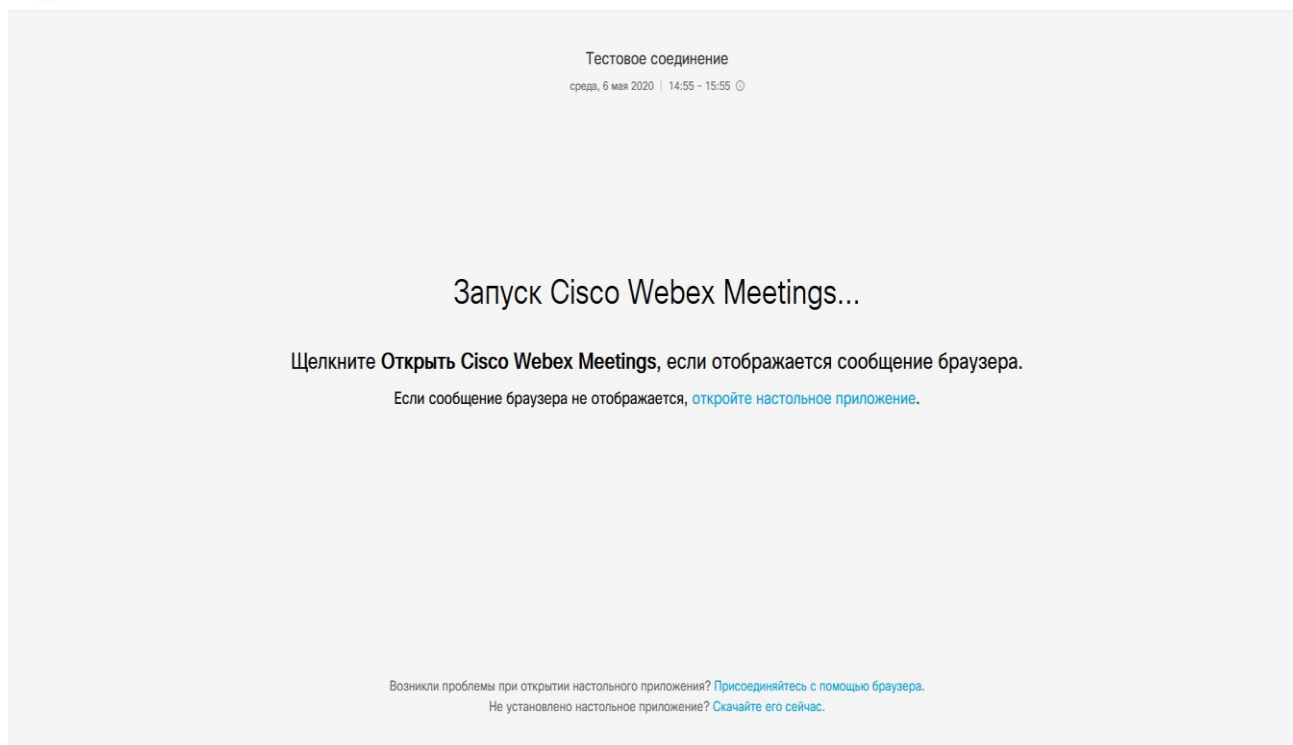 Тестовое соединение
среда, 6 мая 2020 | 14:55 - 15:55
Запуск Cisco Webex Meetings...
Щелкните Открыть Cisco Webex Meetings, если отображается сообщение браузера.
Если сообщение браузера не отображается, откройте настольное приложение.
Возникли проблемы при открытии настольного приложения? Присоединяйтесь с помощью браузера.
Не установлено настольное приложение? Скачайте его сейчас.